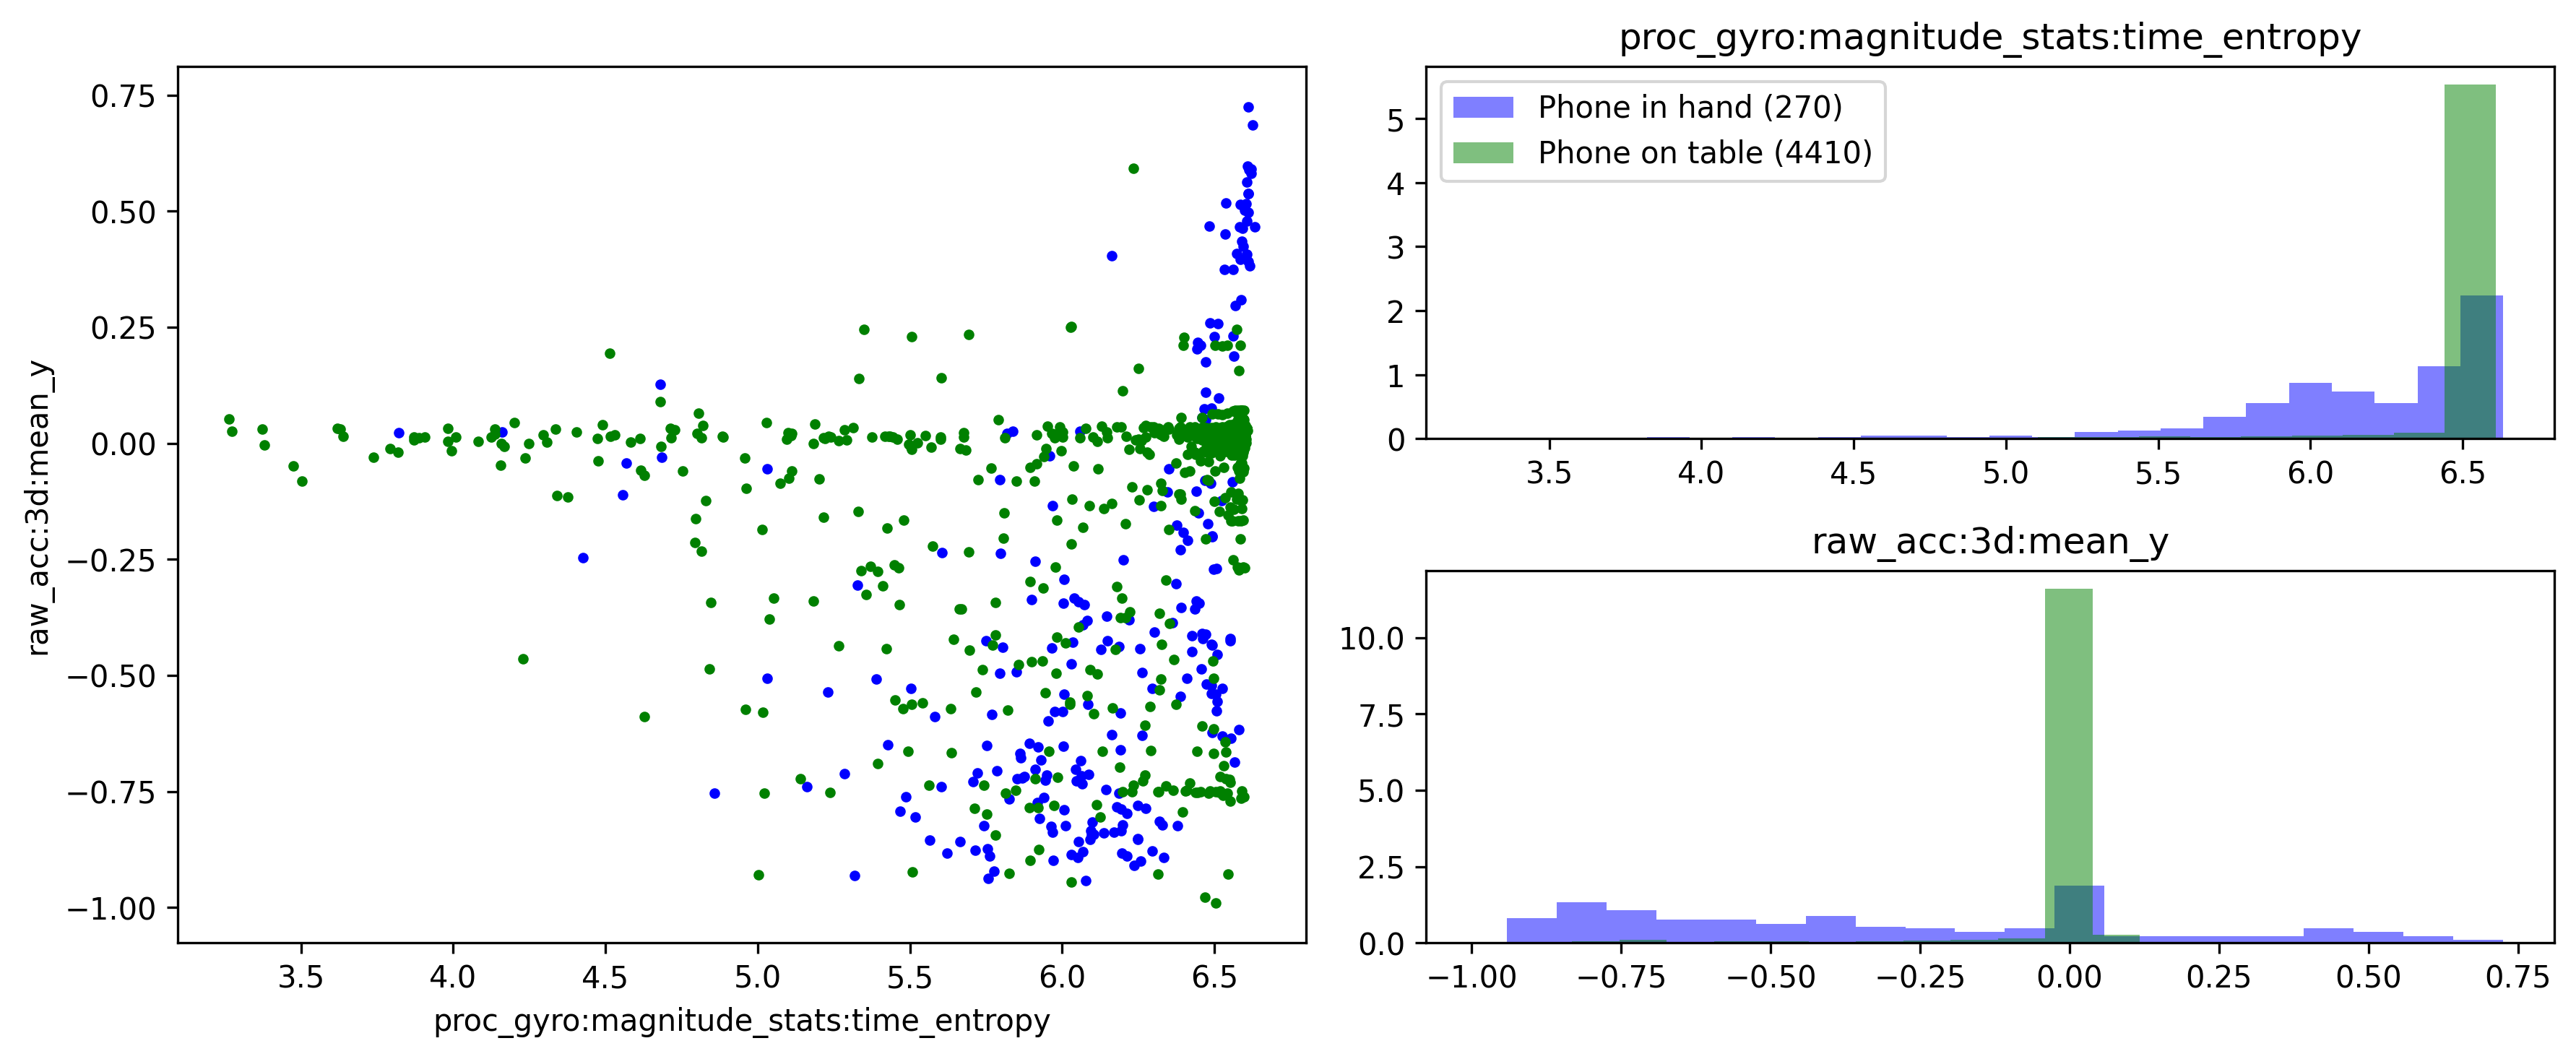 0.75
0.50
0.25
0.00
−0.25
−0.50
−0.75
−1.00
raw_acc:3d:mean_y
3.5 4.0 4.5 5.0 5.5 6.0 6.5
proc_gyro:magnitude_stats:time_entropy
proc_gyro:magnitude_stats:time_entropy
Phone in hand (270)
Phone on table (4410)
5
4
3
2
1
0
3.5 4.0 4.5 5.0 5.5 6.0 6.5
raw_acc:3d:mean_y
10.0
7.5
5.0
2.5
0.0
−1.00 −0.75 −0.50 −0.25 0.00 0.25 0.50 0.75